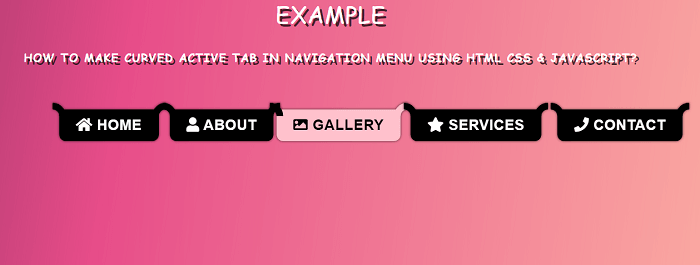 EXAMPLE
HOW TO MAKE CURVED ACTIVE TAB IN NAVIGATION MENU USING HTML CSS & JAVASCRIPT?
HOME ABOUT GALLERY SERVICES CONTACT